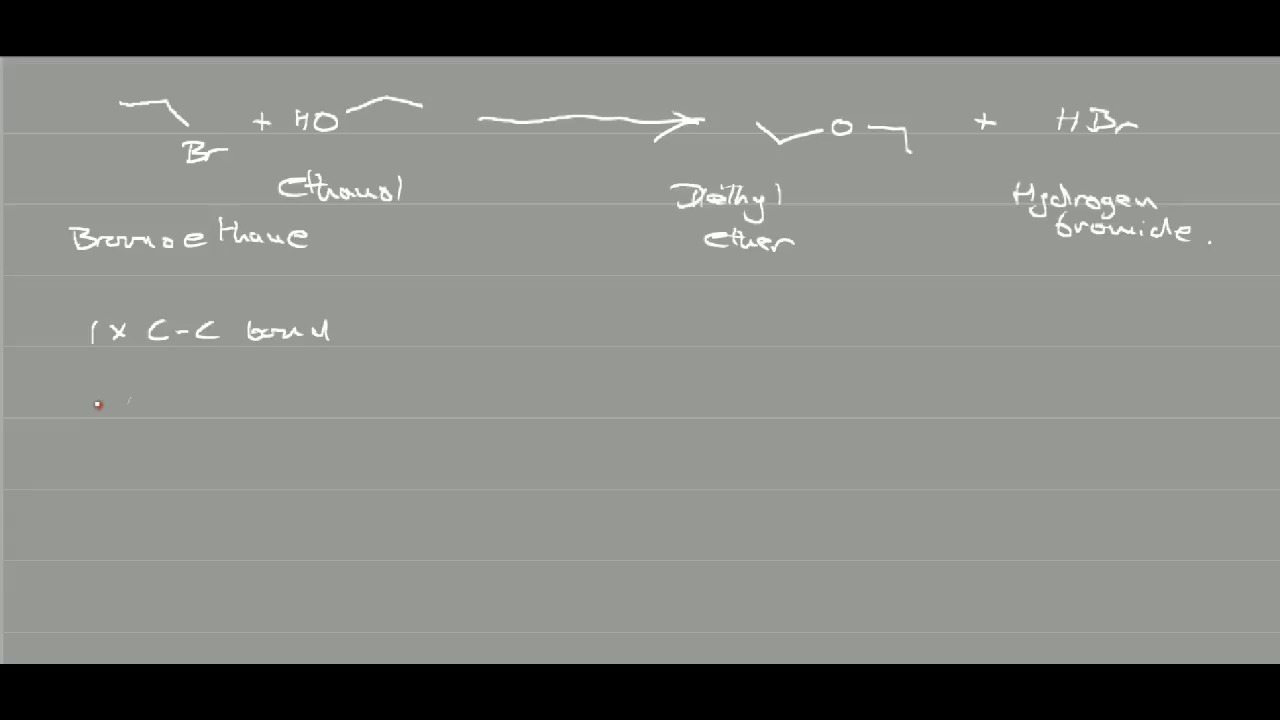 + HO O + HBr
Br
Ethanol Diethyl Hydrogen
Bromoethane ether bromide.
1 x C-C bond